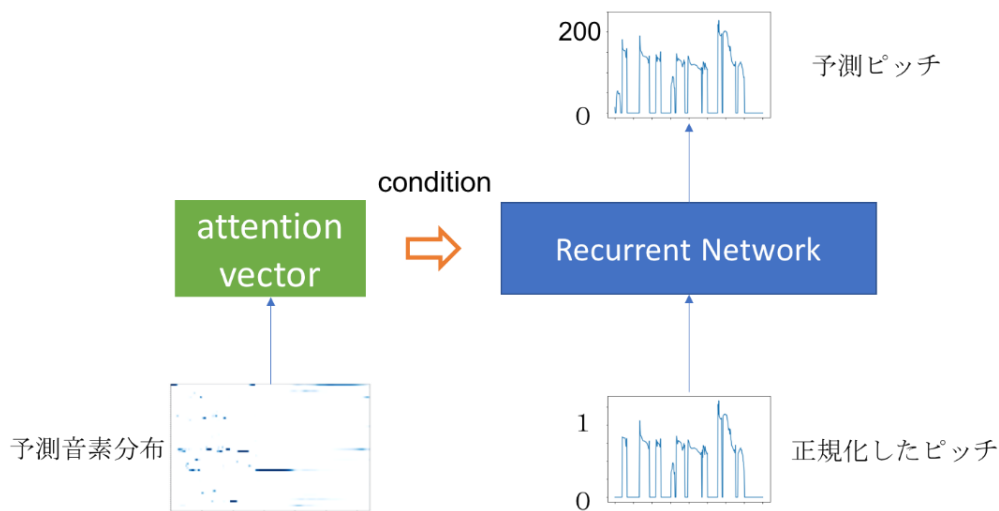 200
0
予測ピッチ
condition
attention
vector
Recurrent Network
予測音素分布
1
0
正規化したピッチ